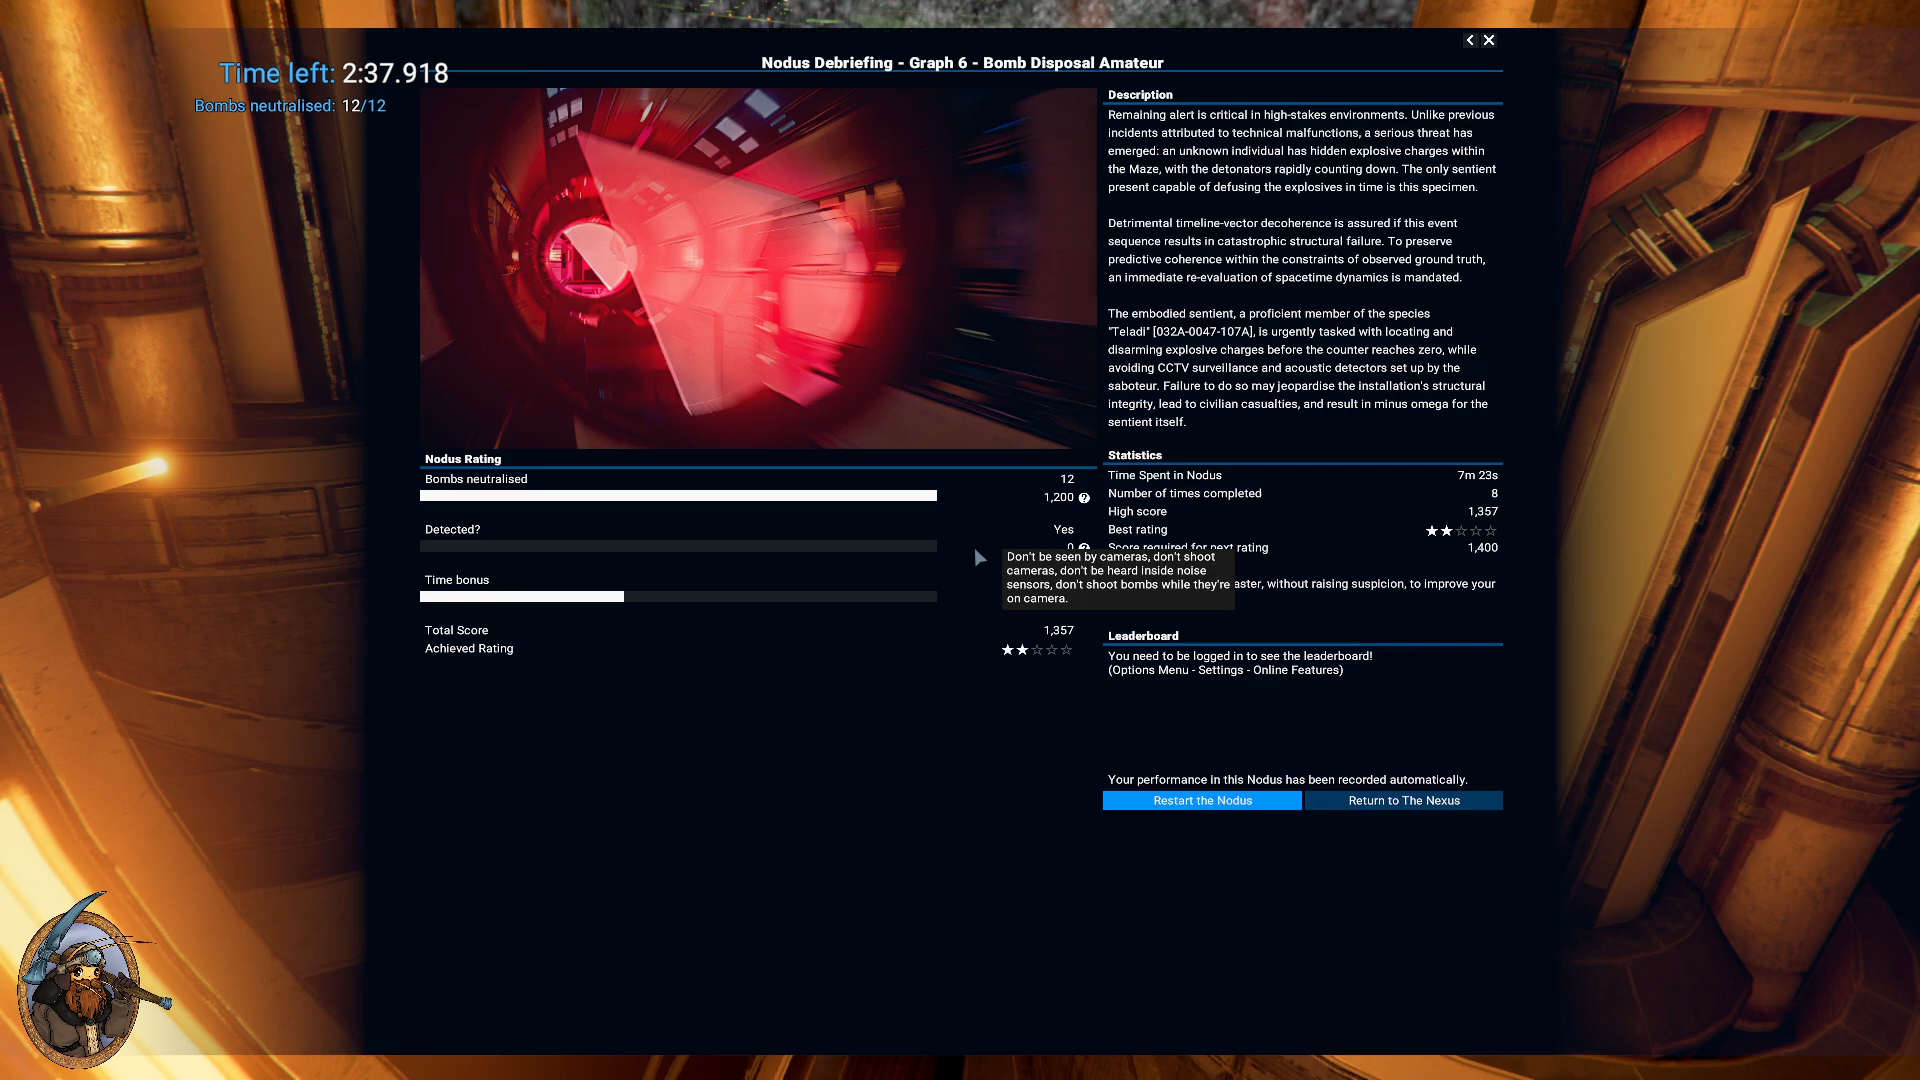 Time left: 2:37.918
Bombs neutralised: 12/12
Nodus Debriefing - Graph 6 - Bomb Disposal Amateur
Description
Remaining alert is critical in high-stakes environments. Unlike previous
incidents attributed to technical malfunctions, a serious threat has
emerged: an unknown individual has hidden explosive charges within
the Maze, with the detonators rapidly counting down. The only sentient
present capable of defusing the explosives in time is this specimen.
Detrimental timeline-vector decoherence is assured if this event
sequence results in catastrophic structural failure. To preserve
predictive coherence within the constraints of observed ground truth,
an immediate re-evaluation of spacetime dynamics is mandated.
The embodied sentient, a proficient member of the species
"Teladi" [032A-0047-107A], is urgently tasked with locating and
disarming explosive charges before the counter reaches zero, while
avoiding CCTV surveillance and acoustic detectors set up by the
saboteur. Failure to do so may jeopardise the installation's structural
integrity, lead to civilian casualties, and result in minus omega for the
sentient itself.
Nodus Rating
Bombs neutralised 12
1,200
Detected? Yes
0
Time bonus
Total Score 1,357
Achieved Rating
Don't be seen by cameras, don't shoot
cameras, don't be heard inside noise
sensors, don't shoot bombs while they're
on camera.
Statistics
Time Spent in Nodus 7m 23s
Number of times completed 8
High score 1,357
Best rating
Score required for next rating 1,400
aster, without raising suspicion, to improve your
Leaderboard
You need to be logged in to see the leaderboard!
(Options Menu - Settings - Online Features)
Your performance in this Nodus has been recorded automatically.
Restart the Nodus Return to The Nexus